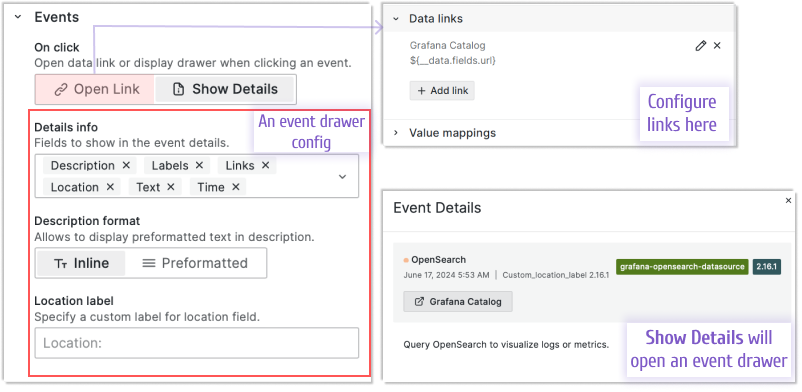 Events
On click
Open data link or display drawer when clicking an event.
Open Link
Show Details
An event drawer
config
Details info
Fields to show in the event details.
Description ×
Labels ×
Links ×
Location ×
Text ×
Time ×
Description format
Allows to display preformatted text in description.
Inline
Preformatted
Location label
Specify a custom label for location field.
Location:
Data links
Grafana Catalog
${__data.fields.url}
+ Add link
Configure
links here
Value mappings
Event Details
OpenSearch
June 17, 2024 5:53 AM | Custom_location_label 2.16.1
grafana-opensearch-datasource
2.16.1
Grafana Catalog
Query OpenSearch to visualize logs or metrics.
Show Details will
open an event drawer